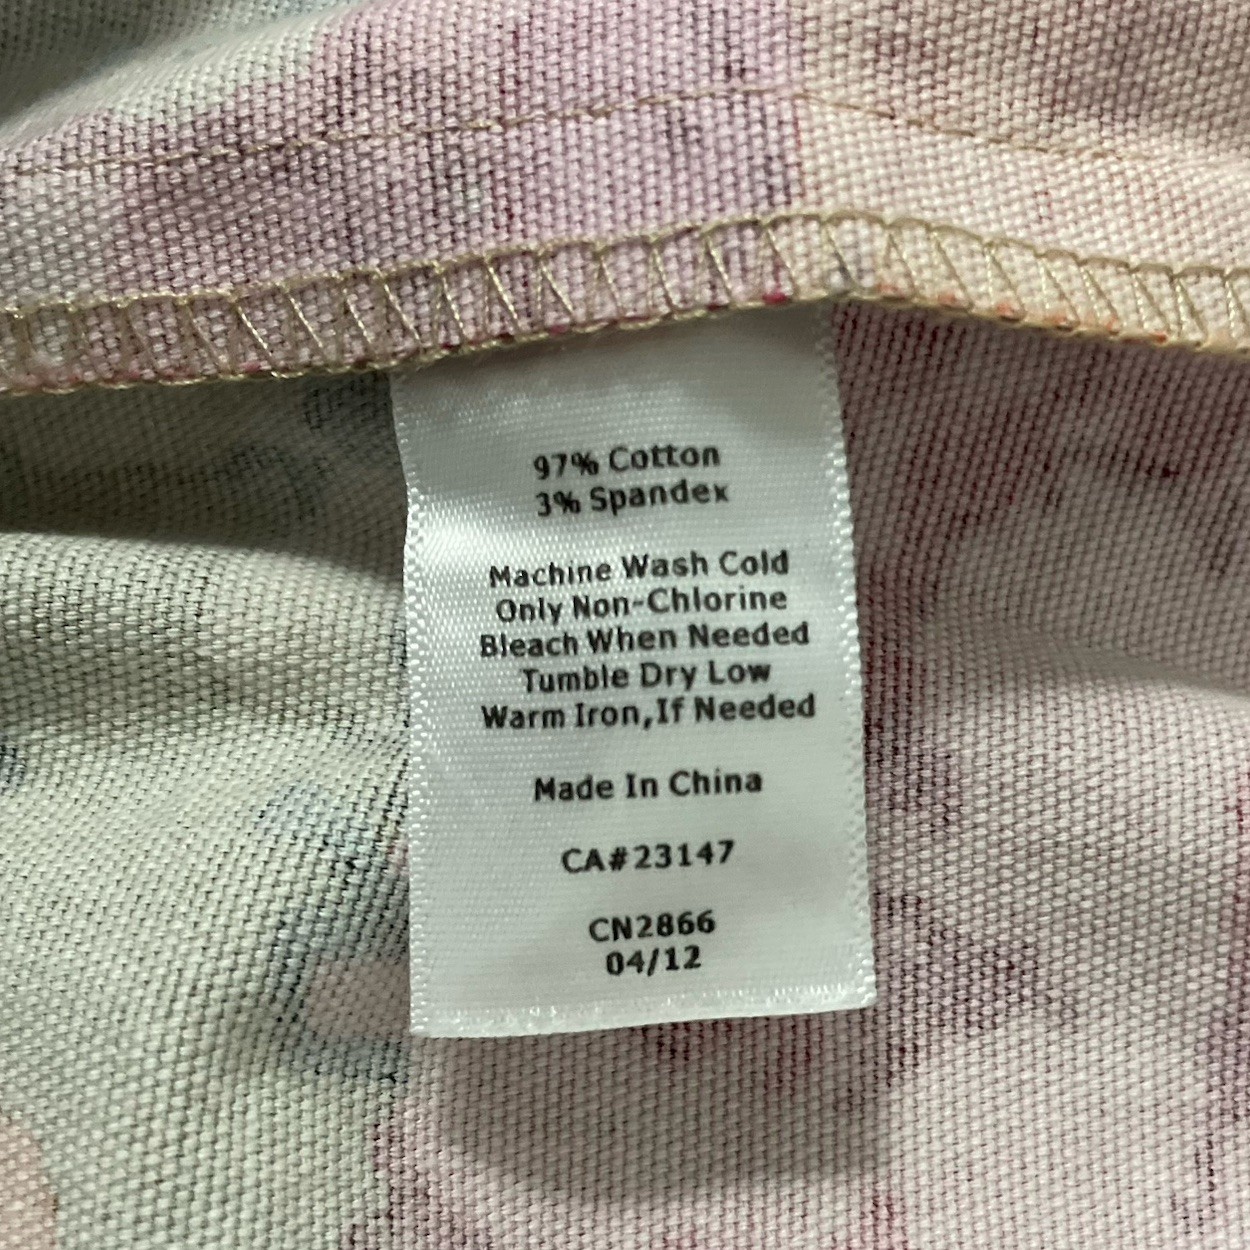 97% Cotton
3% Spandex
Machine Wash Cold
Only Non-Chlorine
Bleach When Needed
Tumble Dry Low
Warm Iron,If Needed
Made In China
CA#23147
CN2866
04/12